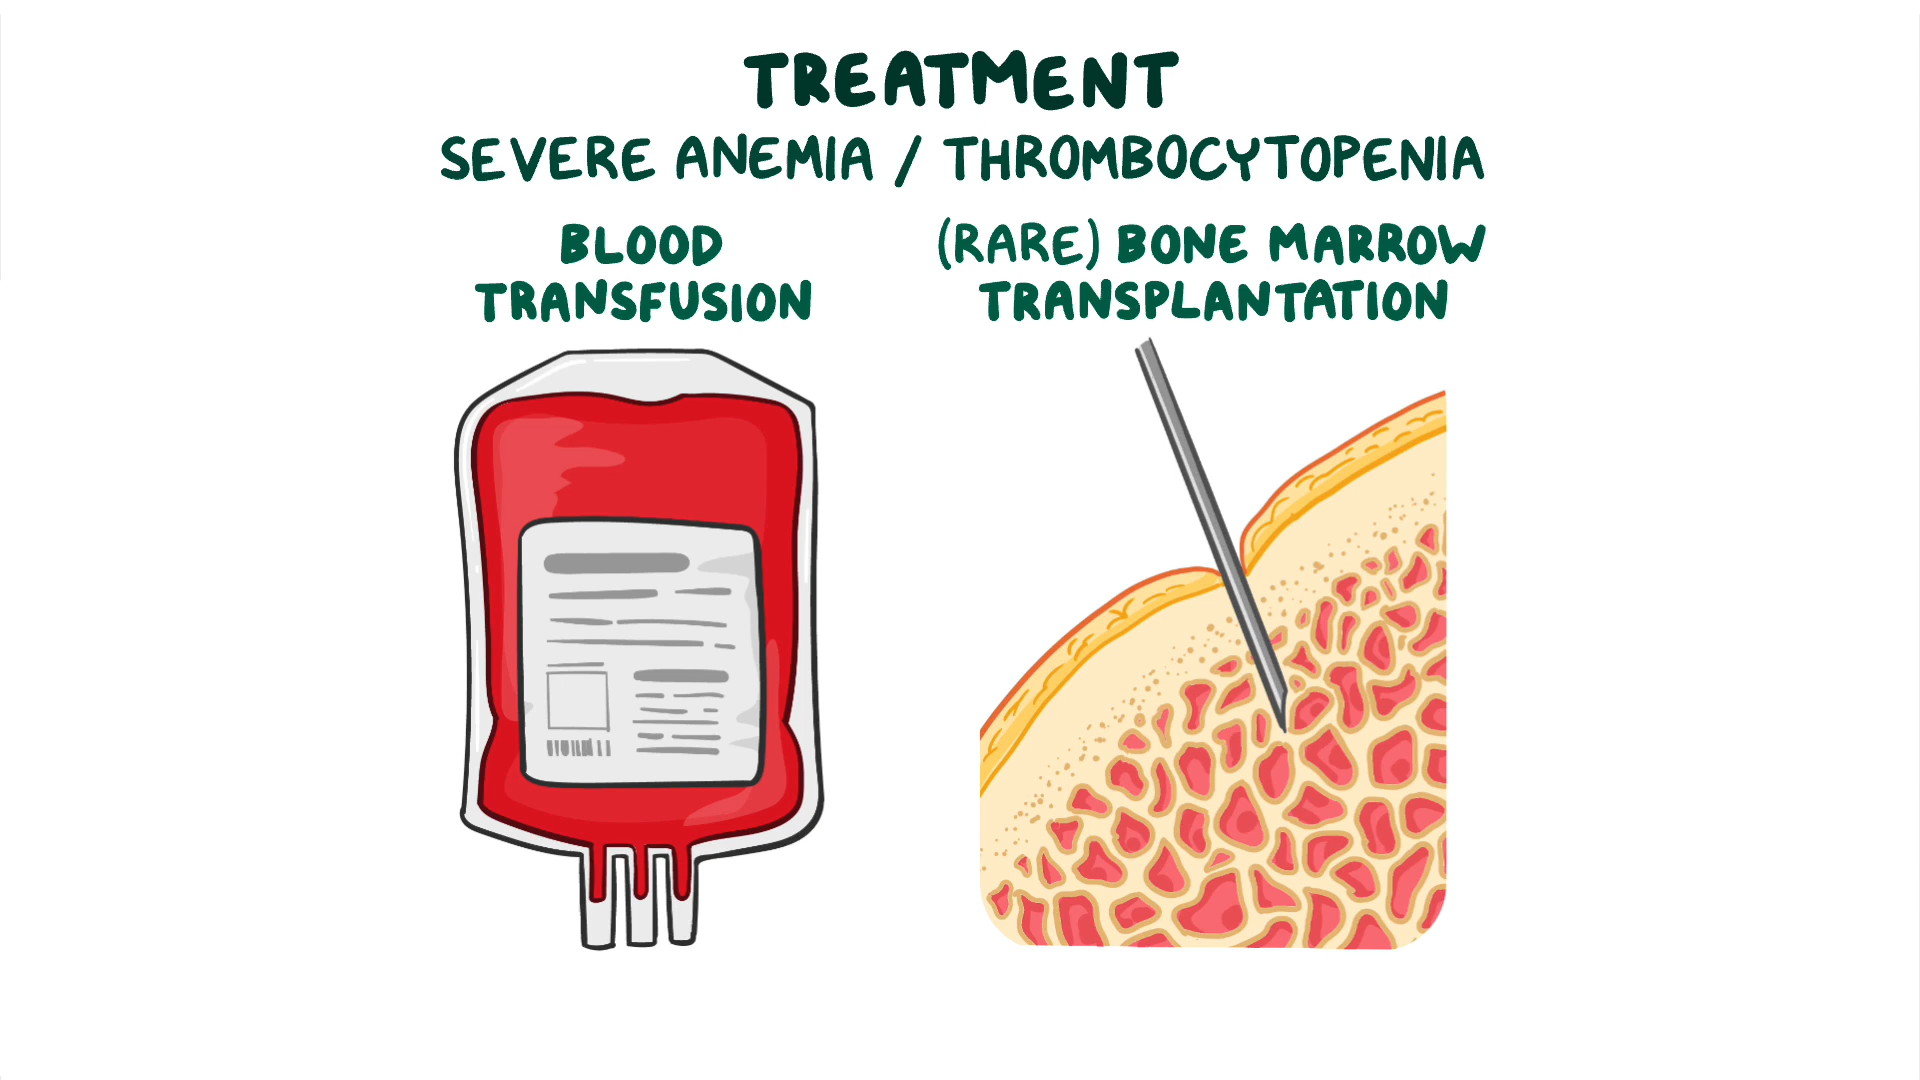 TREATMENT
SEVERE ANEMIA / THROMBOCYTOPENIA
BLOOD
TRANSFUSION
(RARE) BONE MARROW
TRANSPLANTATION